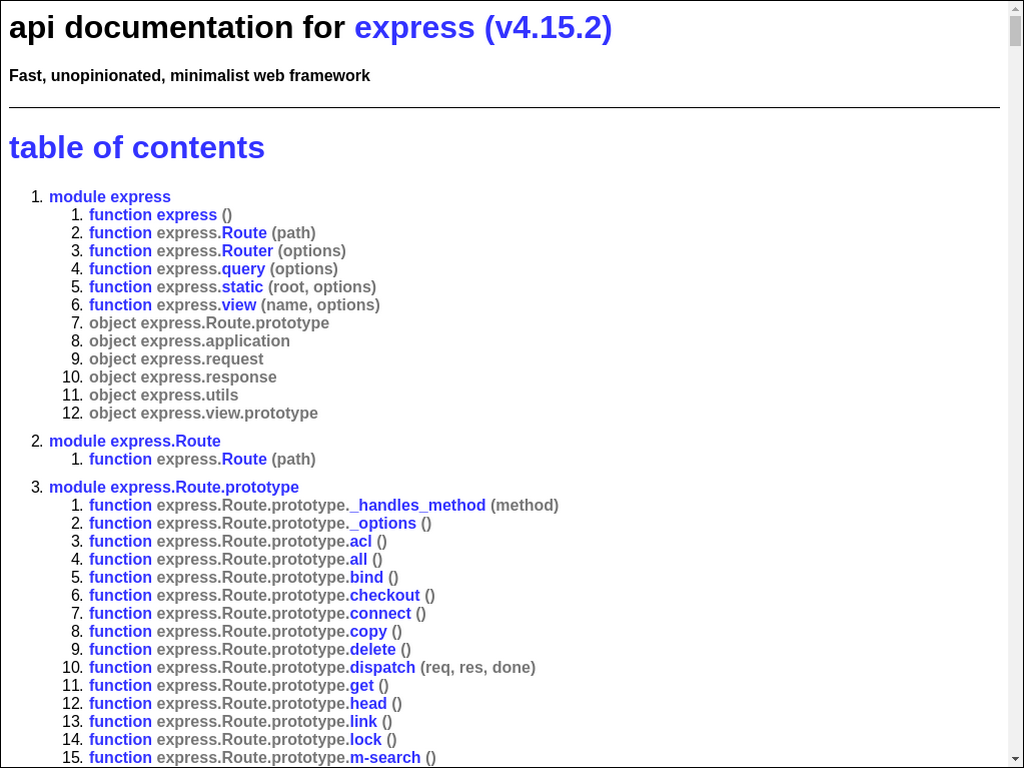 api documentation for express (v4.15.2)
Fast, unopinionated, minimalist web framework
table of contents
1. module express
1. function express ()
2. function express.Route (path)
3. function express.Router (options)
4. function express.query (options)
5. function express.static (root, options)
6. function express.view (name, options)
7. object express.Route.prototype
8. object express.application
9. object express.request
10. object express.response
11. object express.utils
12. object express.view.prototype
2. module express.Route
1. function express.Route (path)
3. module express.Route.prototype
1. function express.Route.prototype._handles_method (method)
2. function express.Route.prototype._options ()
3. function express.Route.prototype.acl ()
4. function express.Route.prototype.all ()
5. function express.Route.prototype.bind ()
6. function express.Route.prototype.checkout ()
7. function express.Route.prototype.connect ()
8. function express.Route.prototype.copy ()
9. function express.Route.prototype.delete ()
10. function express.Route.prototype.dispatch (req, res, done)
11. function express.Route.prototype.get ()
12. function express.Route.prototype.head ()
13. function express.Route.prototype.link ()
14. function express.Route.prototype.lock ()
15. function express.Route.prototype.m-search ()